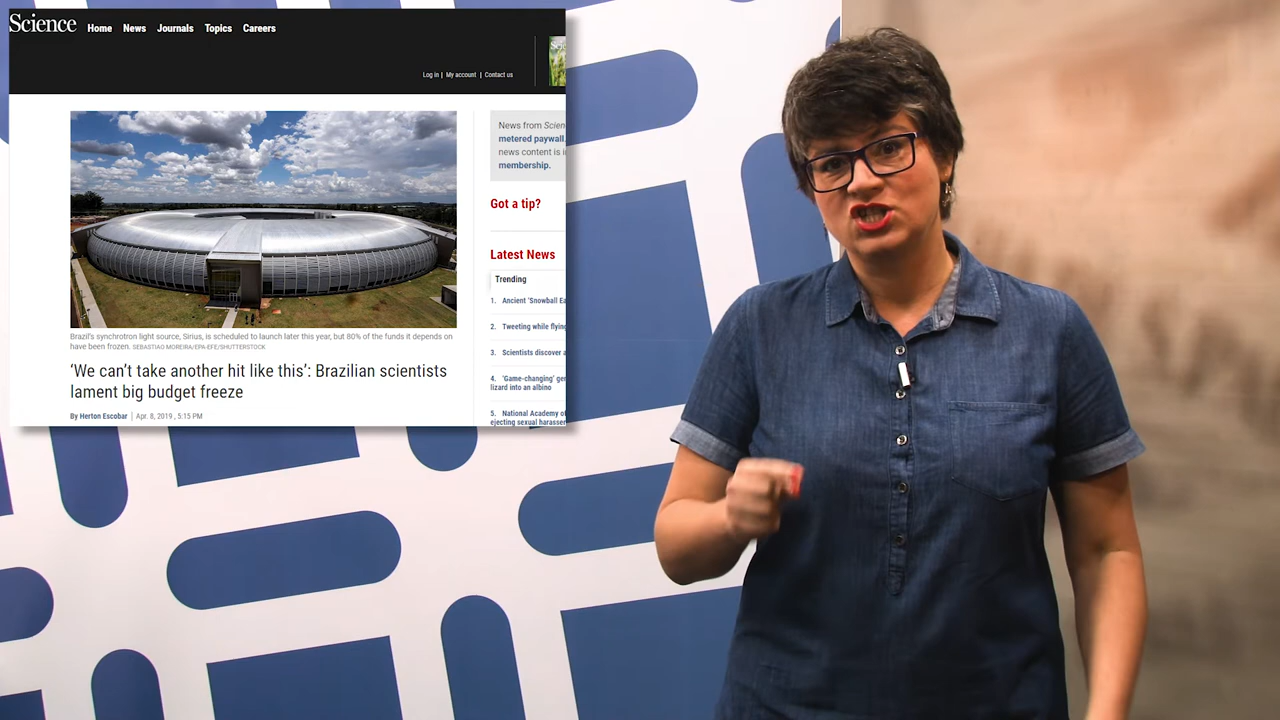 Science
Home News Journals Topics Careers
Log in | My account | Contact us
News from Scien
metered paywall.
news content is i
membership.
Got a tip?
Latest News
Trending
1. Ancient 'Snowball Ea
2. Tweeting while flying
3. Scientists discover a
4. 'Game-changing' ge
lizard into an albino
5. National Academy of
ejecting sexual harasser
Brazil's synchrotron light source, Sirius, is scheduled to launch later this year, but 80% of the funds it depends on
have been frozen. SEBASTIAO MOREIRA/EPA-EFE/SHUTTERSTOCK
'We can't take another hit like this': Brazilian scientists
lament big budget freeze
By Herton Escobar | Apr. 8, 2019 , 5:15 PM